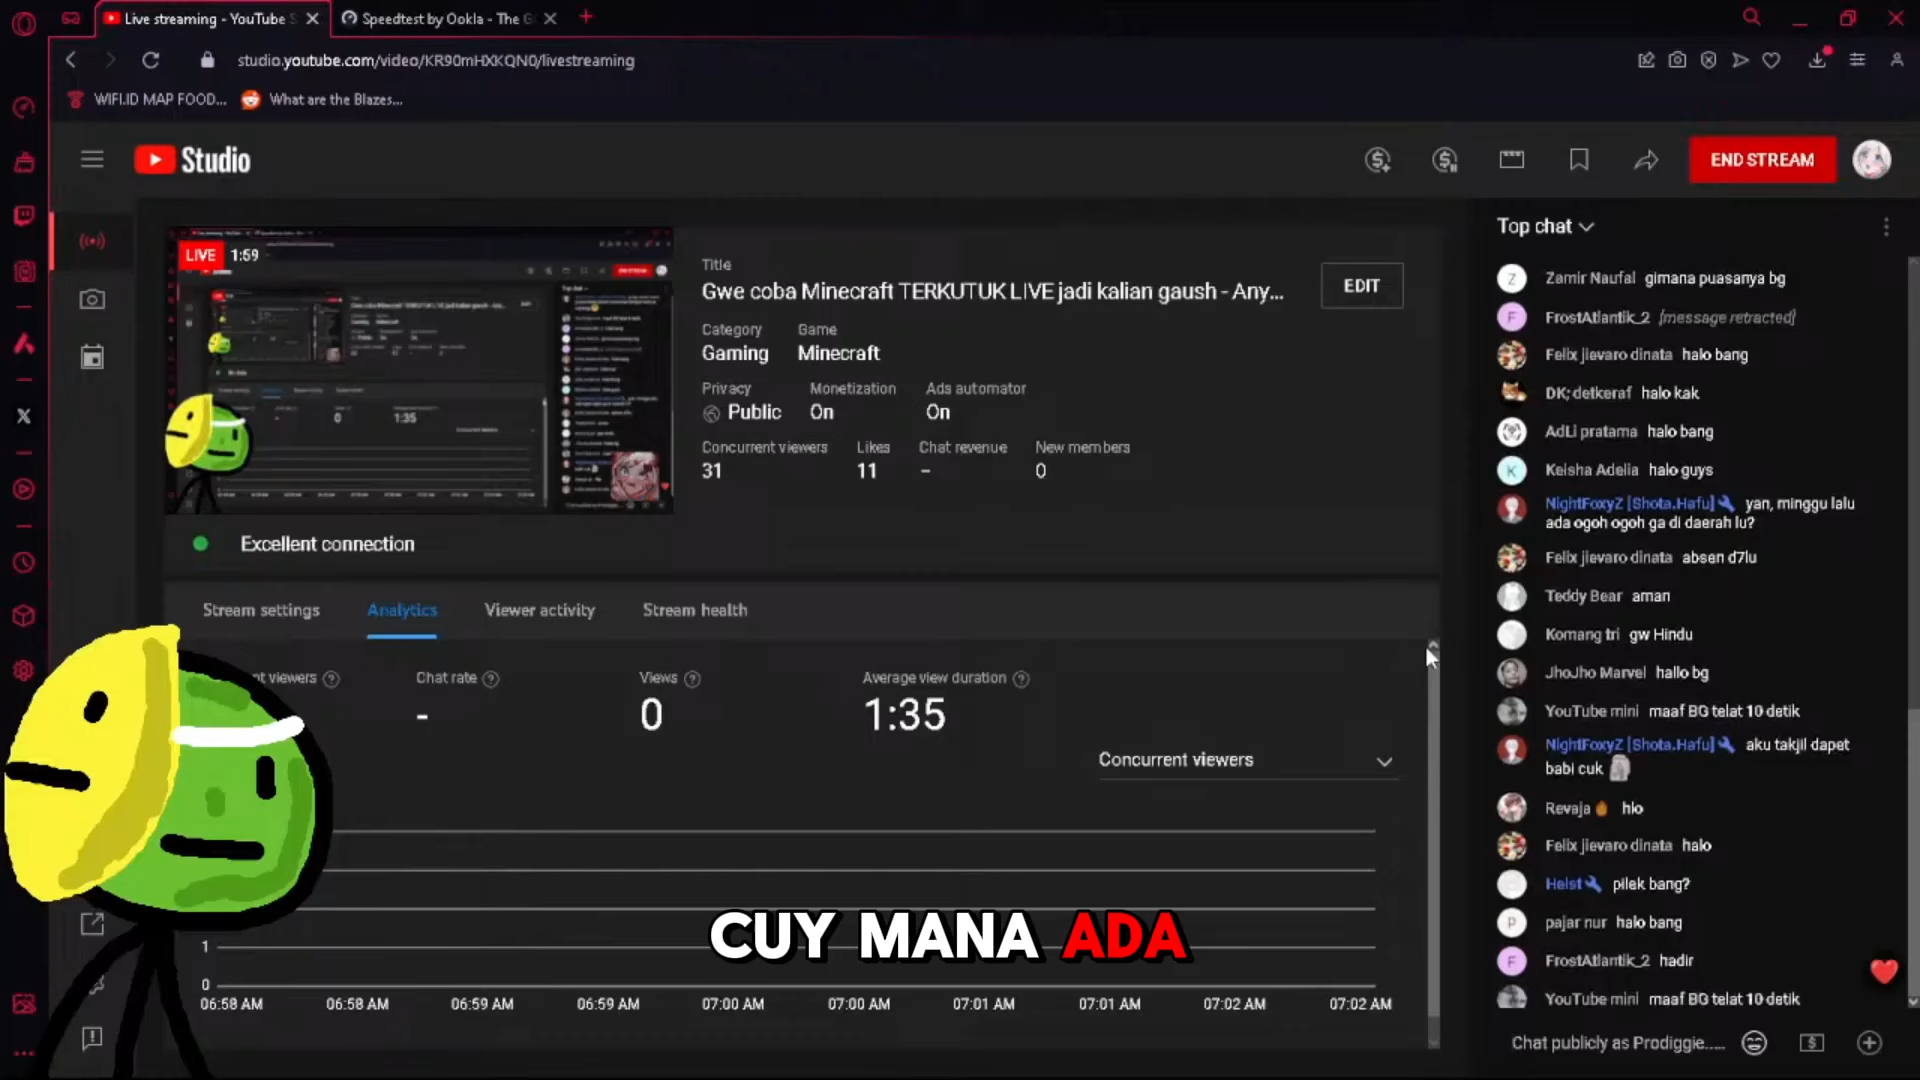 Live streaming - YouTube S
Speedtest by Ookla - The G
studio.youtube.com/video/KR90mHXKQN0/livestreaming
WIFI.ID MAP FOOD...
What are the Blazes...
Studio
END STREAM
LIVE 1:59
Title
Gwe coba Minecraft TERKUTUK LIVE jadi kalian gaush - Any...
EDIT
Category
Game
Gaming
Minecraft
Privacy
Monetization
Ads automator
Public
On
On
Concurrent viewers
Likes
Chat revenue
New members
31
11
-
0
Excellent connection
Stream settings
Analytics
Viewer activity
Stream health
nt viewers
Chat rate
Views
Average view duration
-
0
1:35
Concurrent viewers
1
0
06:58 AM
06:58 AM
06:59 AM
06:59 AM
07:00 AM
07:00 AM
07:01 AM
07:01 AM
07:02 AM
07:02 AM
CUY MANA ADA
Top chat
Zamir Naufal gimana puasanya bg
FrostAtlantik_2 [message retracted]
Felix jievaro dinata halo bang
DK; detkeraf halo kak
AdLi pratama halo bang
Keisha Adelia halo guys
NightFoxyZ [Shota.Hafu] yan, minggu lalu
ada ogoh ogoh ga di daerah lu?
Felix jievaro dinata absen d7lu
Teddy Bear aman
Komang tri gw Hindu
JhoJho Marvel hallo bg
YouTube mini maaf BG telat 10 detik
NightFoxyZ [Shota.Hafu] aku takjil dapet
babi cuk
Revaja hlo
Felix jievaro dinata halo
Helst pilek bang?
pajar nur halo bang
FrostAtlantik_2 hadir
YouTube mini maaf BG telat 10 detik
Chat publicly as Prodiggie.....